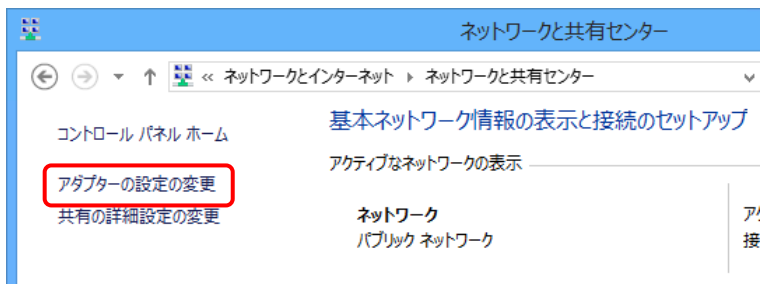 ネットワークと共有センター
« ネットワークとインターネット ▸ ネットワークと共有センター
コントロール パネル ホーム
アダプターの設定の変更
共有の詳細設定の変更
基本ネットワーク情報の表示と接続のセットアップ
アクティブなネットワークの表示
ネットワーク
パブリック ネットワーク
接